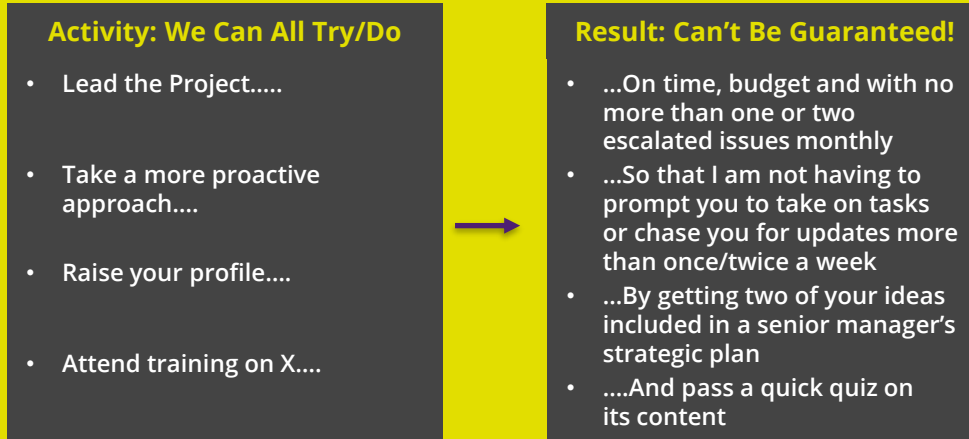 Activity: We Can All Try/Do
• Lead the Project.....
• Take a more proactive
approach....
• Raise your profile....
• Attend training on X....
Result: Can’t Be Guaranteed!
• ...On time, budget and with no
more than one or two
escalated issues monthly
• ...So that I am not having to
prompt you to take on tasks
or chase you for updates more
than once/twice a week
• ...By getting two of your ideas
included in a senior manager’s
strategic plan
• ....And pass a quick quiz on
its content